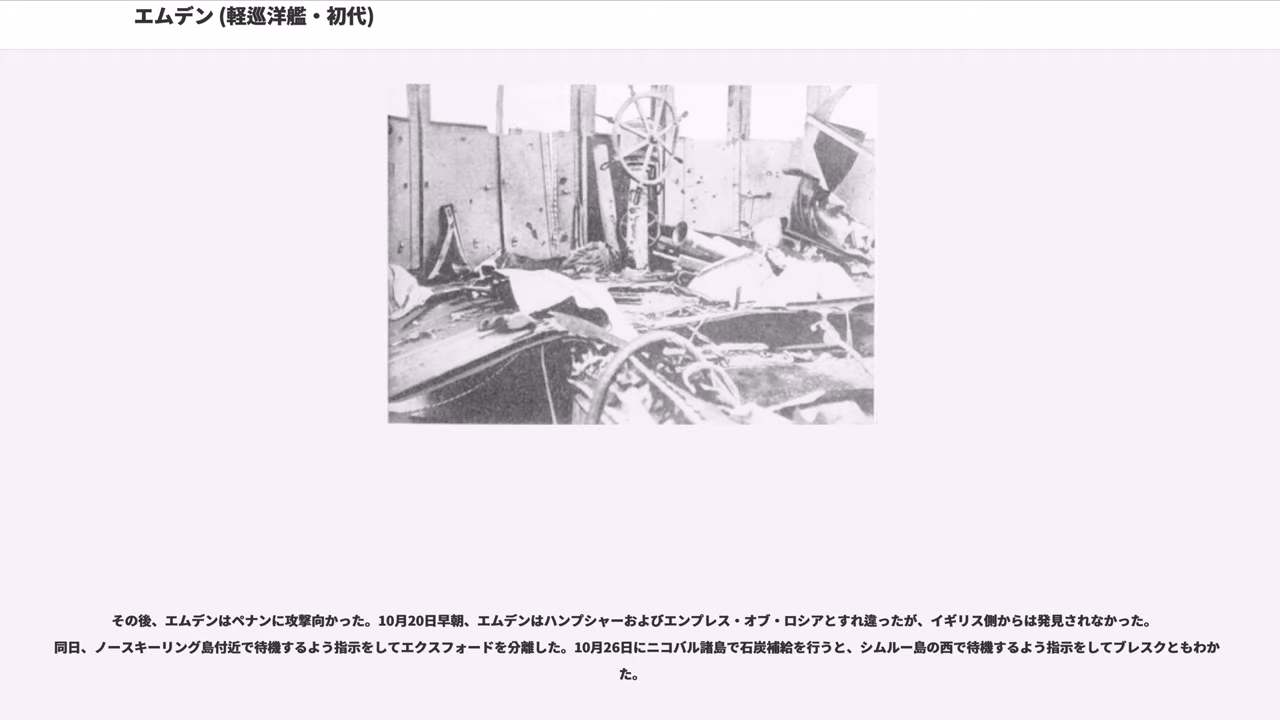 エムデン (軽巡洋艦・初代)
その後、エムデンはペナンに攻撃向かった。10月20日早朝、エムデンはハンプシャーおよびエンプレス・オブ・ロシアとすれ違ったが、イギリス側からは発見されなかった。
同日、ノースキーリング島付近で待機するよう指示をしてエクスフォードを分離した。10月26日にニコバル諸島で石炭補給を行うと、シムルー島の西で待機するよう指示をしてブレスクともわか
た。